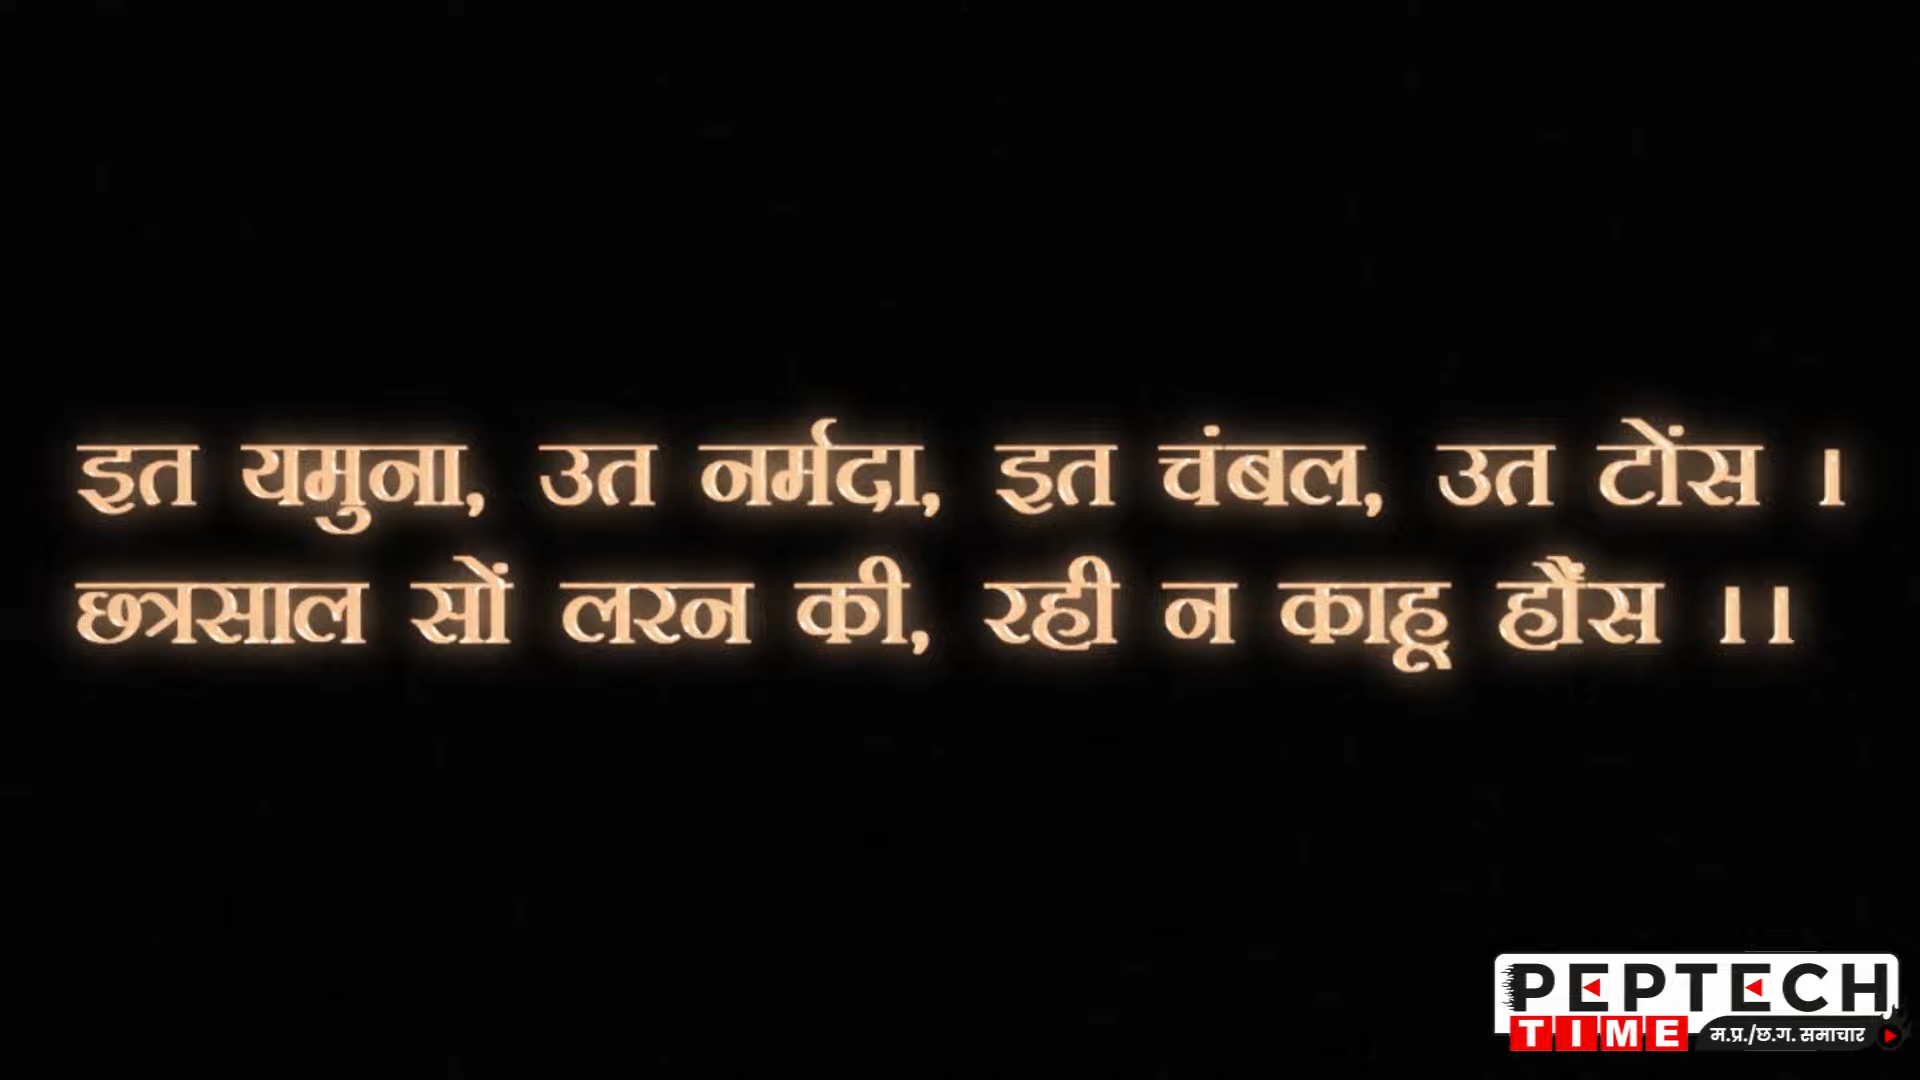 इत यमुना, उत नर्मदा, इत चंबल, उत टोंस ।
छत्रसाल सों लरन की, रही न काहू हौंस ।।
PEPTECH
TIME म.प्र./छ.ग. समाचार